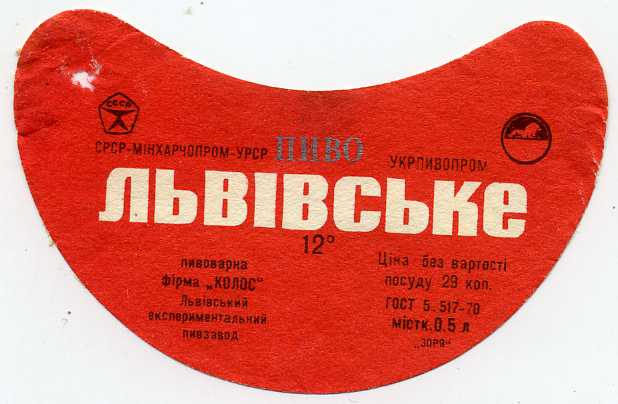 СССР
СРСР-МІНХАРЧОПРОМ-УРСР
ПИВО
УКРПИВОПРОМ
ЛЬВІВСЬКЕ
12°
пивоварна
фірма „КОЛОС"
Львівський
експериментальний
пивзавод
Ціна без вартості
посуду 29 коп.
ГОСТ 5.517-70
містк. 0.5 л
„ЗОРЯ"